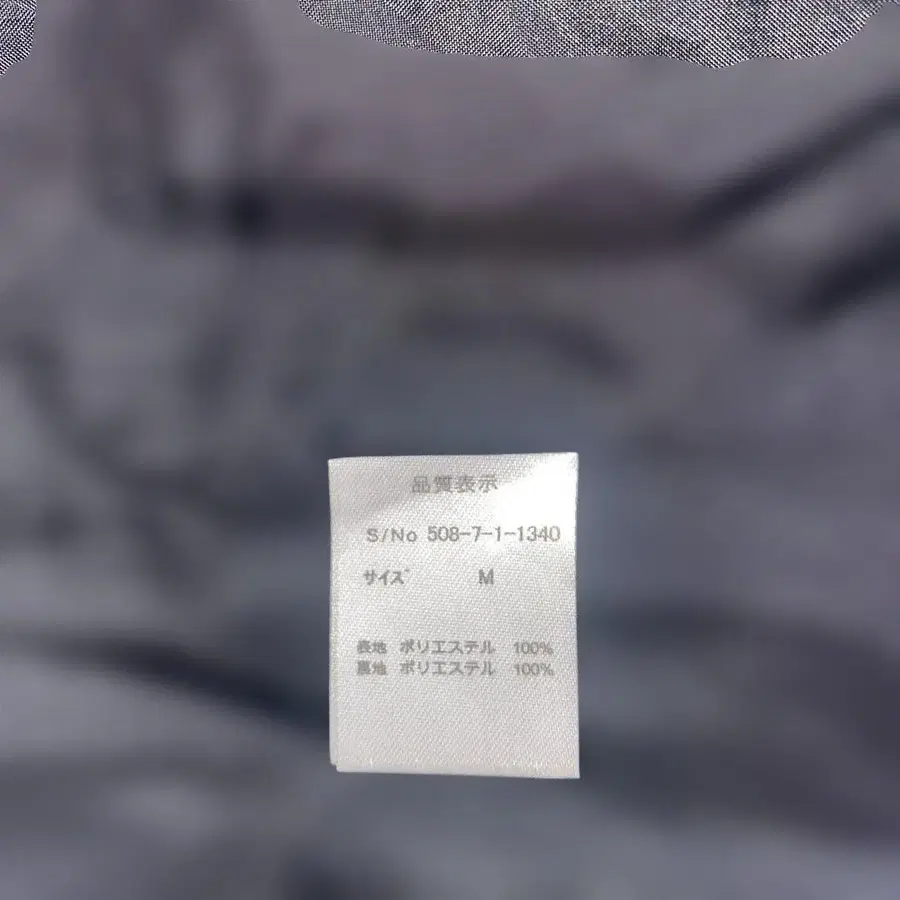 品質表示
S/No 508-7-1-1340
サイズ M
表地 ポリエステル 100%
裏地 ポリエステル 100%